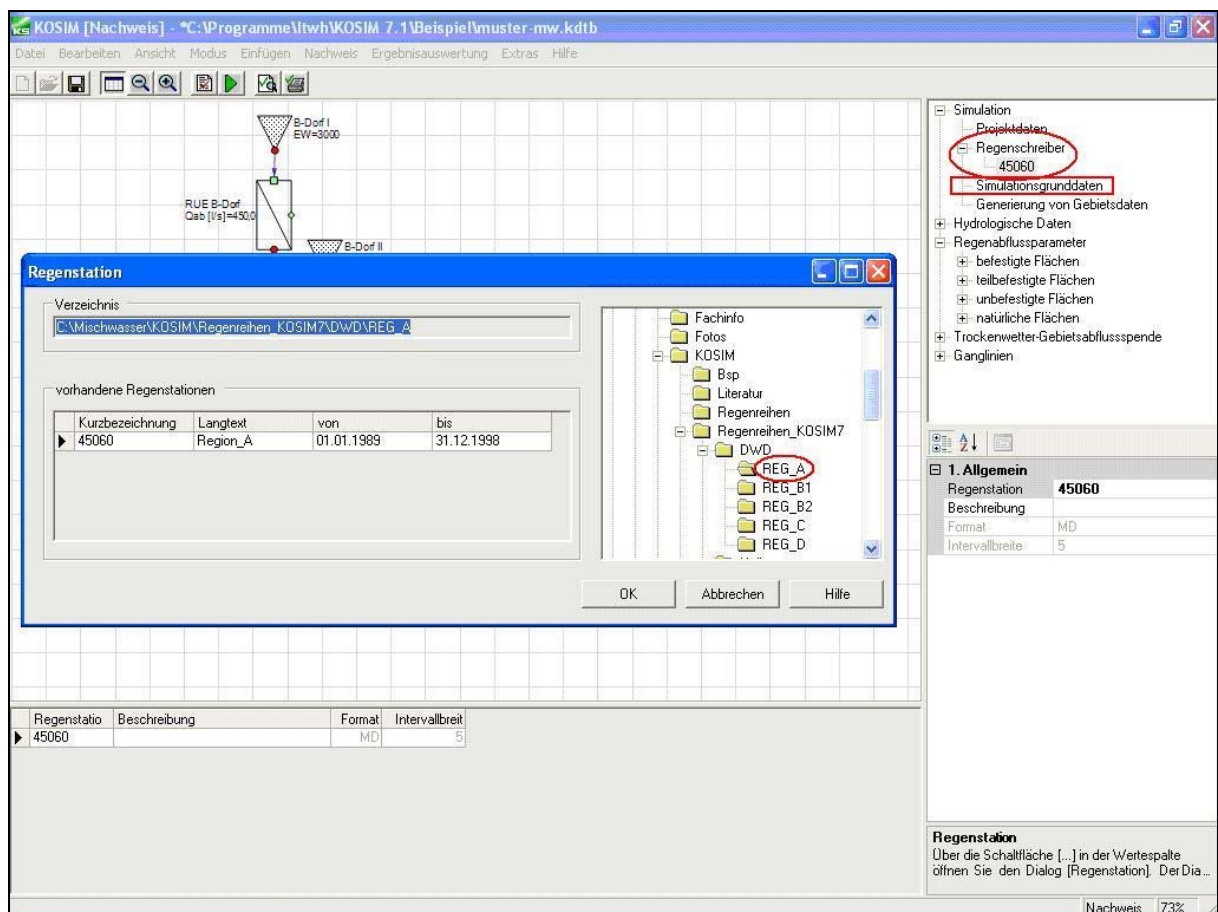 KOSIM [Nachweis] - *C:\Programme\Itwh\KOSIM 7.1\Beispiel\muster-mw.kdtb
Datei Bearbeiten Ansicht Modus Einfügen Nachweis Ergebnisauswertung Extras Hilfe
B-Dorf I
EW=3000
RUE B-Dorf
Qab [l/s]=450,0
B-Dorf II
Simulation
Projektdaten
Regenschreiber
45060
Simulationsgrunddaten
Generierung von Gebietsdaten
Hydrologische Daten
Regenabflussparameter
befestigte Flächen
teilbefestigte Flächen
unbefestigte Flächen
natürliche Flächen
Trockenwetter-Gebietsabflussspende
Ganglinien
Regenstation
Verzeichnis
C:\Mischwasser\KOSIM\Regenreihen_KOSIM7\DWD\REG_A
vorhandene Regenstationen
Kurzbezeichnung Langtext von bis
45060 Region_A 01.01.1989 31.12.1998
Fachinfo
Fotos
KOSIM
Bsp
Literatur
Regenreihen
Regenreihen_KOSIM7
DWD
REG_A
REG_B1
REG_B2
REG_C
REG_D
OK Abbrechen Hilfe
1. Allgemein
Regenstation 45060
Beschreibung
Format MD
Intervallbreite 5
Regenstatio Beschreibung Format Intervallbreit
45060 MD 5
Regenstation
Über die Schaltfläche [...] in der Wertespalte
öffnen Sie den Dialog [Regenstation]. Der Dia...
Nachweis 73%